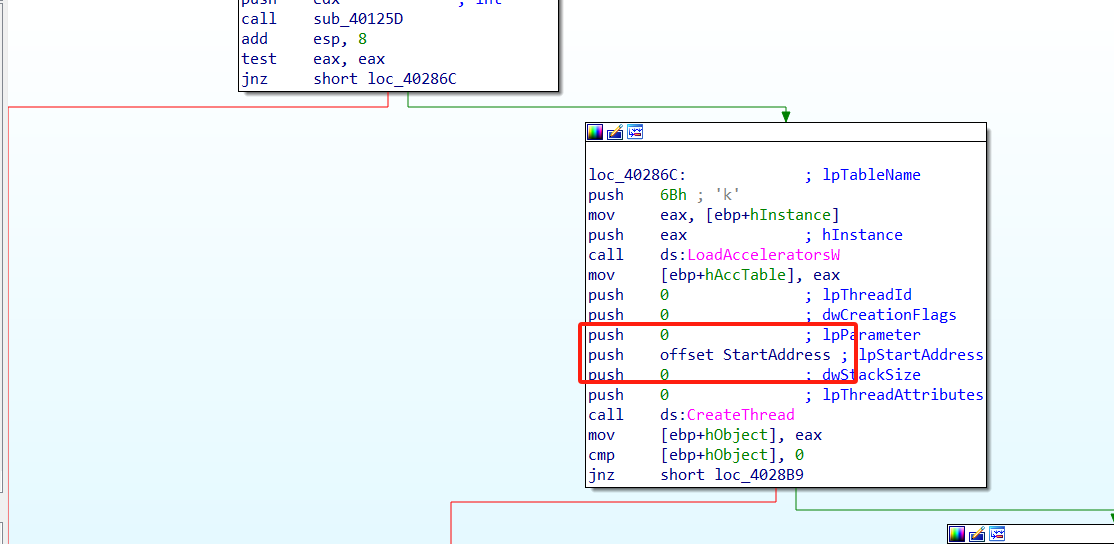 push    eax             ; int
call    sub_40125D
add     esp, 8
test    eax, eax
jnz     short loc_40286C
loc_40286C:             ; lpTableName
push    6Bh ; 'k'
mov     eax, [ebp+hInstance]
push    eax             ; hInstance
call    ds:LoadAcceleratorsW
mov     [ebp+hAccTable], eax
push    0               ; lpThreadId
push    0               ; dwCreationFlags
push    0               ; lpParameter
push    offset StartAddress ; lpStartAddress
push    0               ; dwStackSize
push    0               ; lpThreadAttributes
call    ds:CreateThread
mov     [ebp+hObject], eax
cmp     [ebp+hObject], 0
jnz     short loc_4028B9